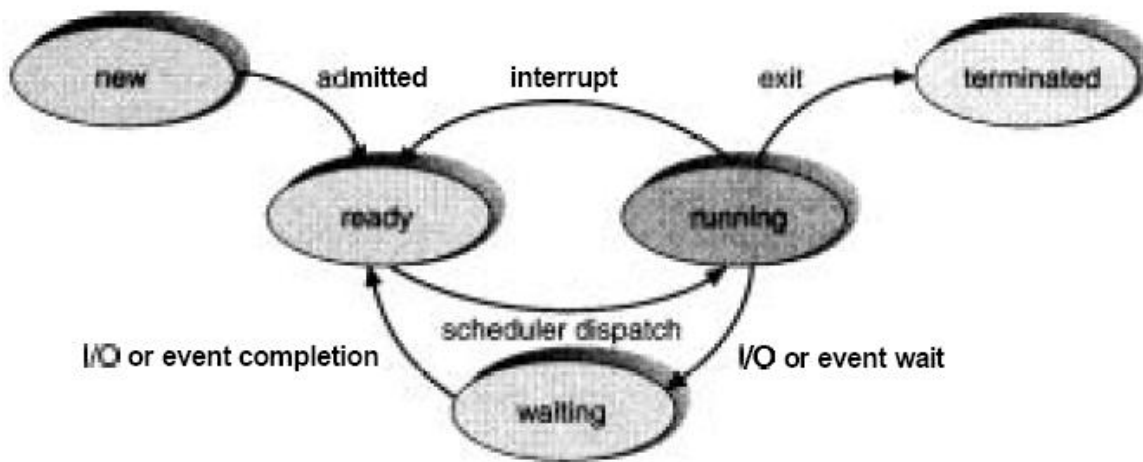 new
admitted
interrupt
exit
terminated
ready
running
scheduler dispatch
I/O or event completion
I/O or event wait
waiting